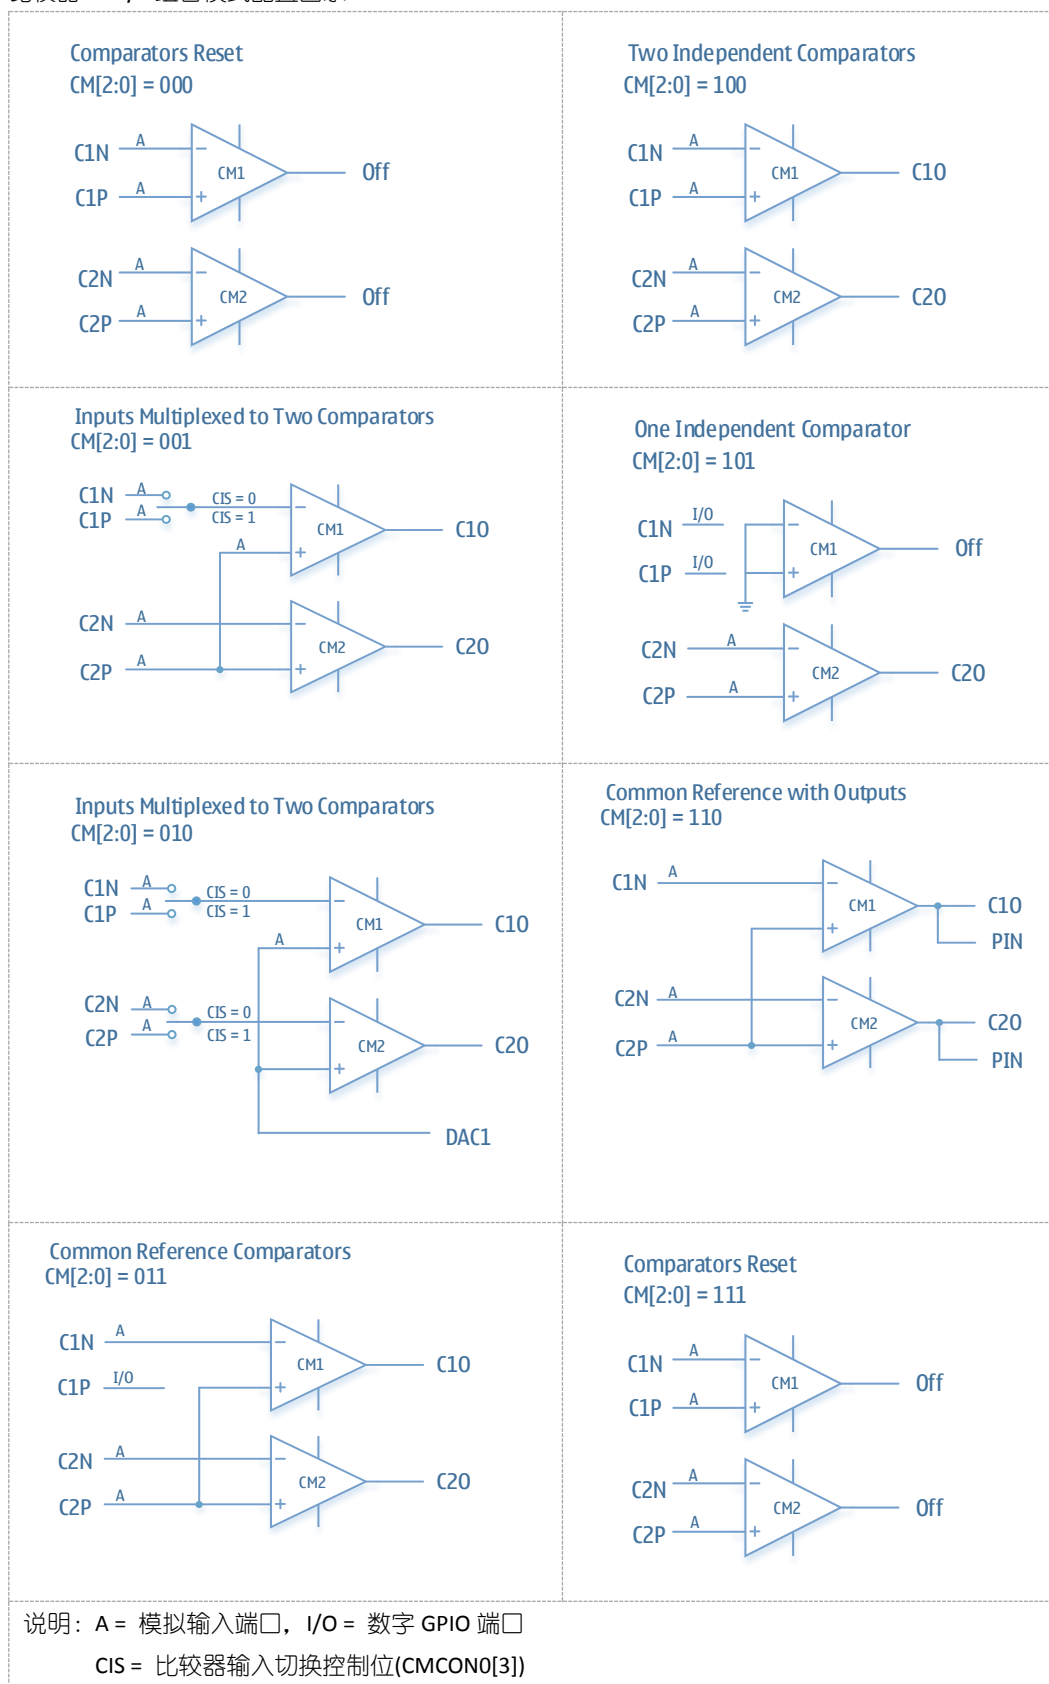 Comparators Reset
CM[2:0] = 000
C1N A − CM1 Off
C1P A +
C2N A − CM2 Off
C2P A +
Two Independent Comparators
CM[2:0] = 100
C1N A − CM1 C1O
C1P A +
C2N A − CM2 C2O
C2P A +
Inputs Multiplexed to Two Comparators
CM[2:0] = 001
C1N A CIS = 0 −
C1P A CIS = 1 CM1 C1O
A +
C2N A − CM2 C2O
C2P A +
One Independent Comparator
CM[2:0] = 101
C1N I/O − CM1 Off
C1P I/O +
C2N A − CM2 C2O
C2P A +
Inputs Multiplexed to Two Comparators
CM[2:0] = 010
C1N A CIS = 0 −
C1P A CIS = 1 CM1 C1O
A +
C2N A CIS = 0 −
C2P A CIS = 1 CM2 C2O
+
DAC1
Common Reference with Outputs
CM[2:0] = 110
C1N A − CM1 C1O
+ PIN
C2N A − CM2 C2O
C2P A + PIN
Common Reference Comparators
CM[2:0] = 011
C1N A − CM1 C1O
C1P I/O +
C2N A − CM2 C2O
C2P A +
Comparators Reset
CM[2:0] = 111
C1N A − CM1 Off
C1P A +
C2N A − CM2 Off
C2P A +
说明：A = 模拟输入端口，I/O = 数字 GPIO 端口
CIS = 比较器输入切换控制位(CMCON0[3])